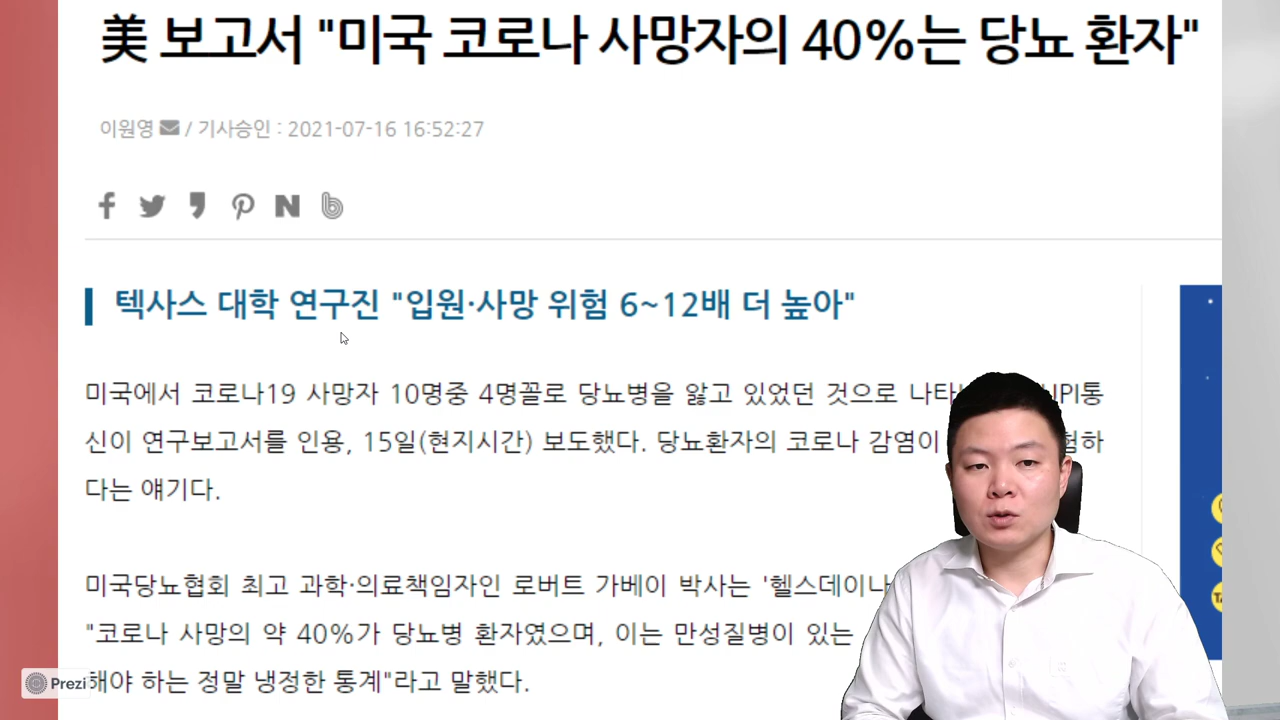 美 보고서 "미국 코로나 사망자의 40%는 당뇨 환자"
이원영 / 기사승인 : 2021-07-16 16:52:27
텍사스 대학 연구진 "입원·사망 위험 6~12배 더 높아"
미국에서 코로나19 사망자 10명중 4명꼴로 당뇨병을 앓고 있었던 것으로
신이 연구보고서를 인용, 15일(현지시간) 보도했다. 당뇨환자의 코로나 감염이
다는 얘기다.
미국당뇨협회 최고 과학·의료책임자인 로버트 가베이 박사는
"코로나 사망의 약 40%가 당뇨병 환자였으며, 이는 만성질병이 있는
해야 하는 정말 냉정한 통계"라고 말했다.
Prezi